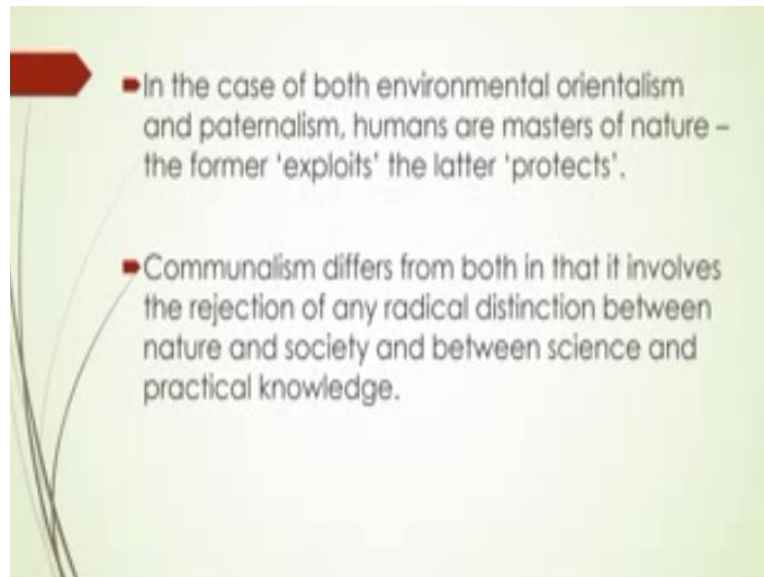 In the case of both environmental orientalism
and paternalism, humans are masters of nature –
the former 'exploits' the latter 'protects'.
Communalism differs from both in that it involves
the rejection of any radical distinction between
nature and society and between science and
practical knowledge.